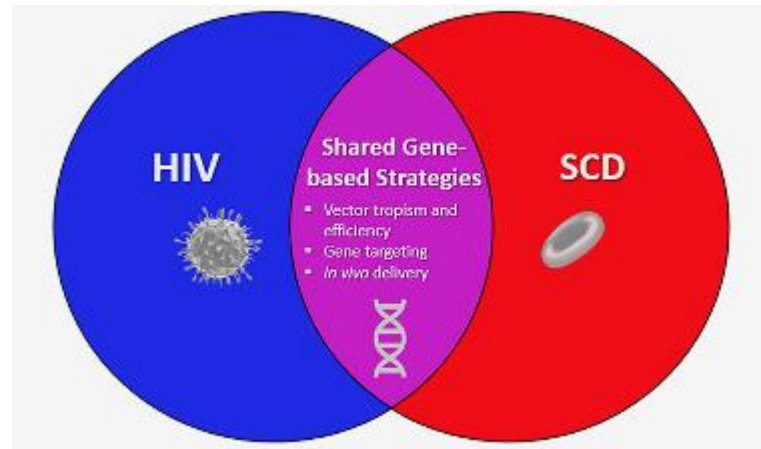 HIV
Shared Gene-
based Strategies
▪ Vector tropism and
efficiency
▪ Gene targeting
▪ In vivo delivery
SCD